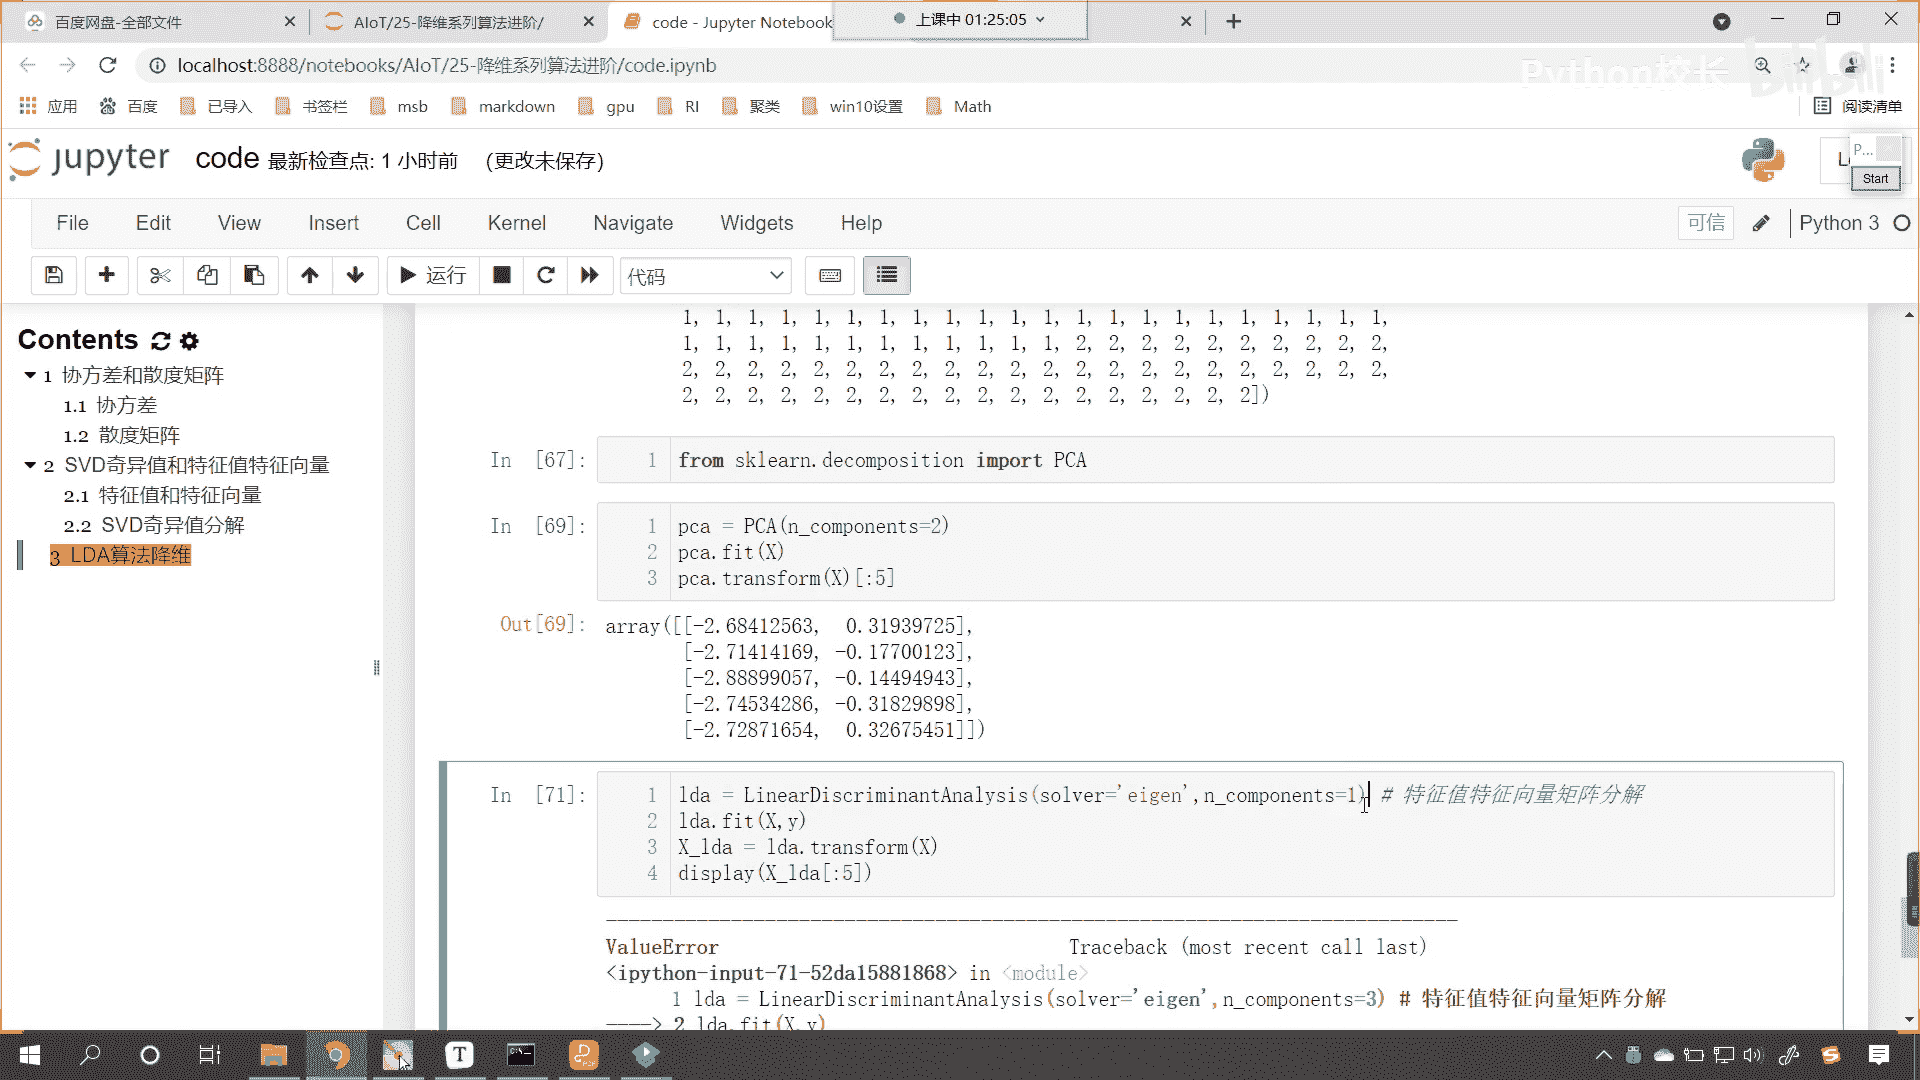 百度网盘-全部文件
AIoT/25-降维系列算法进阶/
code - Jupyter Notebook
上课中 01:25:05
localhost:8888/notebooks/AIoT/25-降维系列算法进阶/code.ipynb
Python校长
bilibili
应用 百度 已导入 书签栏 msb markdown gpu RI 聚类 win10设置 Math 阅读清单
jupyter code 最新检查点: 1 小时前 (更改未保存)
P...
Start
File Edit View Insert Cell Kernel Navigate Widgets Help 可信 Python 3
运行 代码
Contents
1 协方差和散度矩阵
1.1 协方差
1.2 散度矩阵
2 SVD奇异值和特征值特征向量
2.1 特征值和特征向量
2.2 SVD奇异值分解
3 LDA算法降维
1, 1, 1, 1, 1, 1, 1, 1, 1, 1, 1, 1, 1, 1, 1, 1, 1, 1, 1, 1, 1, 1,
1, 1, 1, 1, 1, 1, 1, 1, 1, 1, 1, 1, 2, 2, 2, 2, 2, 2, 2, 2, 2, 2,
2, 2, 2, 2, 2, 2, 2, 2, 2, 2, 2, 2, 2, 2, 2, 2, 2, 2, 2, 2, 2, 2,
2, 2, 2, 2, 2, 2, 2, 2, 2, 2, 2, 2, 2, 2, 2, 2, 2, 2])
In [67]: 1 from sklearn.decomposition import PCA
In [69]: 1 pca = PCA(n_components=2)
2 pca.fit(X)
3 pca.transform(X)[:5]
Out[69]: array([[-2.68412563, 0.31939725],
[-2.71414169, -0.17700123],
[-2.88899057, -0.14494943],
[-2.74534286, -0.31829898],
[-2.72871654, 0.32675451]])
In [71]: 1 lda = LinearDiscriminantAnalysis(solver='eigen',n_components=1) # 特征值特征向量矩阵分解
2 lda.fit(X,y)
3 X_lda = lda.transform(X)
4 display(X_lda[:5])
---------------------------------------------------------------------------
ValueError Traceback (most recent call last)
<ipython-input-71-52da15881868> in <module>
1 lda = LinearDiscriminantAnalysis(solver='eigen',n_components=3) # 特征值特征向量矩阵分解
----> 2 lda.fit(X,y)